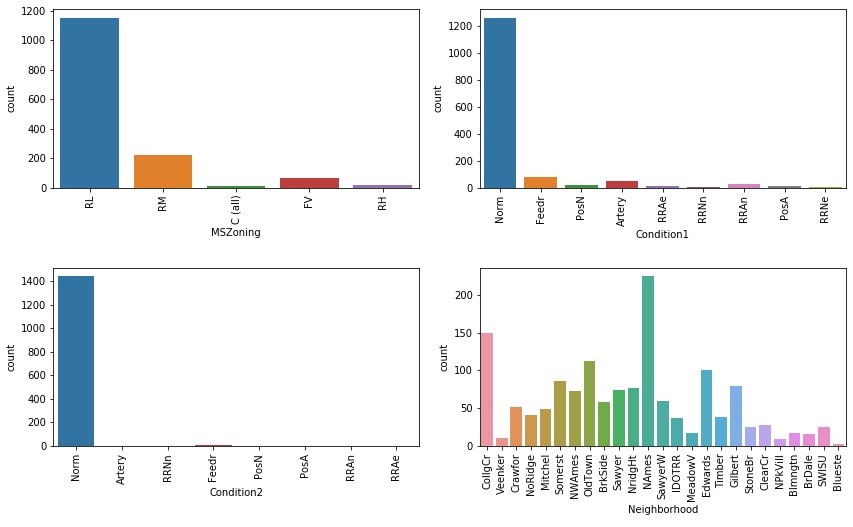 1200
1000
800
600
400
200
0
count
RL
RM
C (all)
FV
RH
MSZoning
1200
1000
800
600
400
200
0
count
Norm
Feedr
PosN
Artery
RRAe
RRNn
RRAn
PosA
RRNe
Condition1
1400
1200
1000
800
600
400
200
0
count
Norm
Artery
RRNn
Feedr
PosN
PosA
RRAn
RRAe
Condition2
200
150
100
50
0
count
CollgCr
Veenker
Crawfor
NoRidge
Mitchel
Somerst
NWAmes
OldTown
BrkSide
Sawyer
NridgHt
NAmes
SawyerW
IDOTRR
MeadowV
Edwards
Timber
Gilbert
StoneBr
ClearCr
NPkVill
Blmngtn
BrDale
SWISU
Blueste
Neighborhood